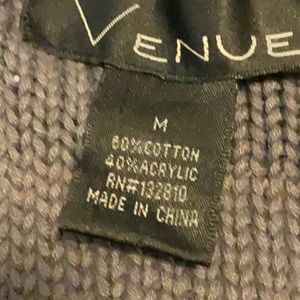 VENUE
M
60% COTTON
40% ACRYLIC
RN#132810
MADE IN CHINA